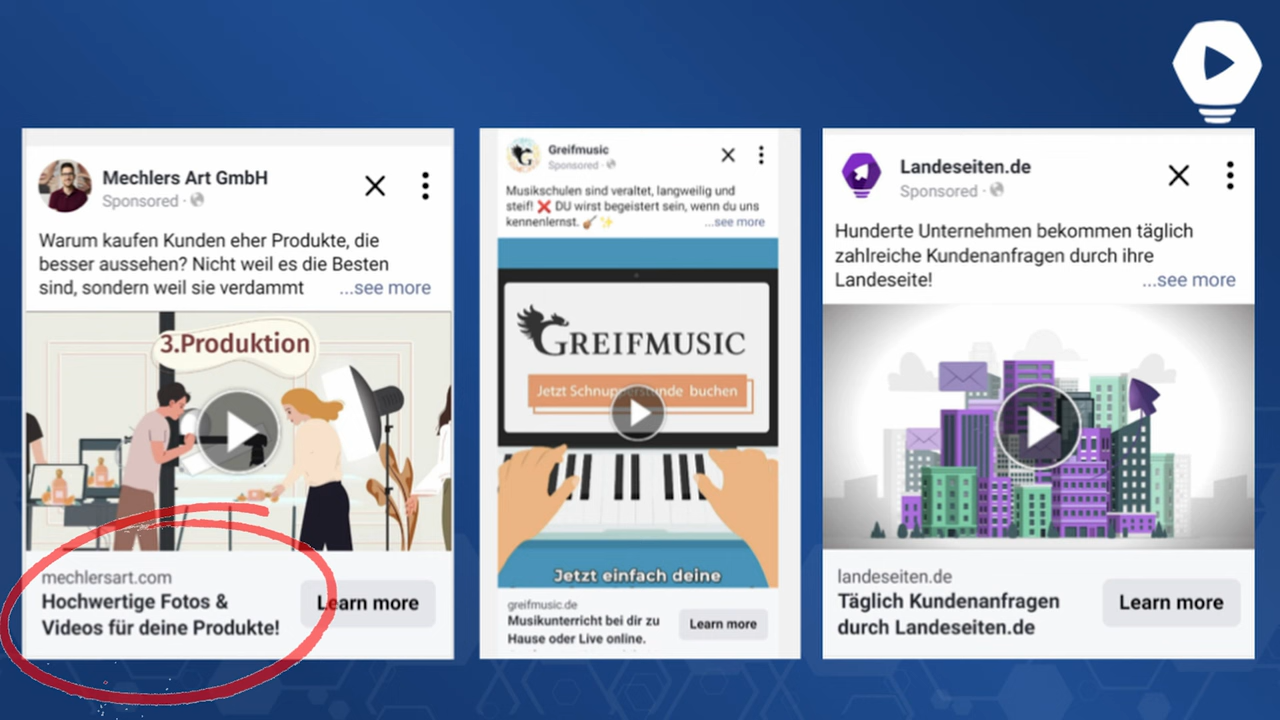 Mechlers Art GmbH
Sponsored ·
Warum kaufen Kunden eher Produkte, die
besser aussehen? Nicht weil es die Besten
sind, sondern weil sie verdammt ...see more
3.Produktion
mechlersart.com
Hochwertige Fotos &
Videos für deine Produkte!
Learn more
Greifmusic
Sponsored ·
Musikschulen sind veraltet, langweilig und
steif! ❌ DU wirst begeistert sein, wenn du uns
kennenlernst. 🎸✨ ...see more
GREIFMUSIC
Jetzt Schnupperstunde buchen
Jetzt einfach deine
greifmusic.de
Musikunterricht bei dir zu
Hause oder Live online.
Learn more
Landeseiten.de
Sponsored ·
Hunderte Unternehmen bekommen täglich
zahlreiche Kundenanfragen durch ihre
Landeseite! ...see more
landeseiten.de
Täglich Kundenanfragen
durch Landeseiten.de
Learn more